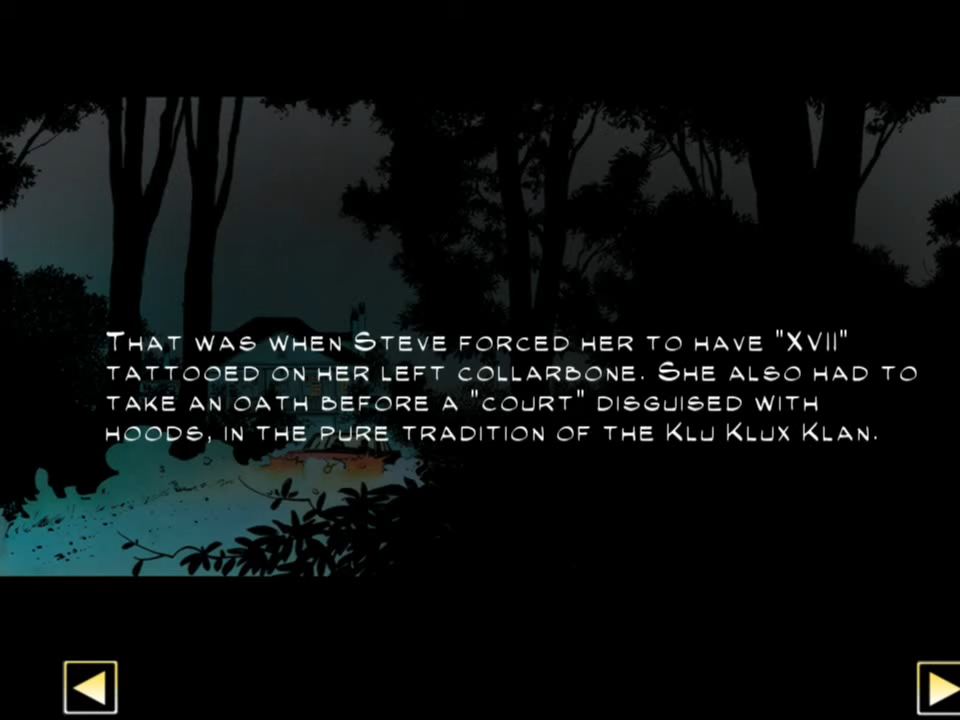 That was when Steve forced her to have "XVII"
tattooed on her left collarbone. She also had to
take an oath before a "court" disguised with
hoods, in the pure tradition of the Klu Klux Klan.